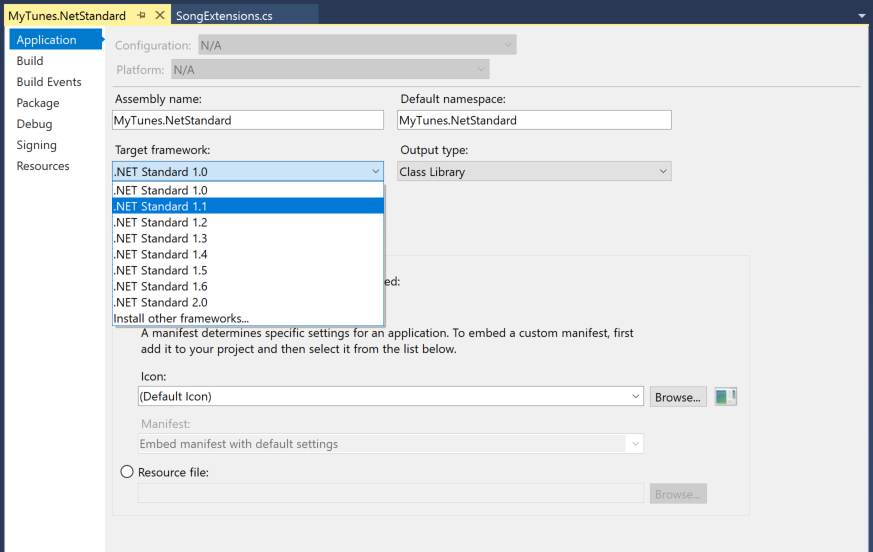 MyTunes.NetStandard
SongExtensions.cs
Application
Build
Build Events
Package
Debug
Signing
Resources
Configuration: N/A
Platform: N/A
Assembly name:
MyTunes.NetStandard
Default namespace:
MyTunes.NetStandard
Target framework:
.NET Standard 1.0
Output type:
Class Library
.NET Standard 1.0
.NET Standard 1.1
.NET Standard 1.2
.NET Standard 1.3
.NET Standard 1.4
.NET Standard 1.5
.NET Standard 1.6
.NET Standard 2.0
Install other frameworks...
ed:
A manifest determines specific settings for an application. To embed a custom manifest, first
add it to your project and then select it from the list below.
Icon:
(Default Icon)
Browse...
Manifest:
Embed manifest with default settings
Resource file:
Browse...